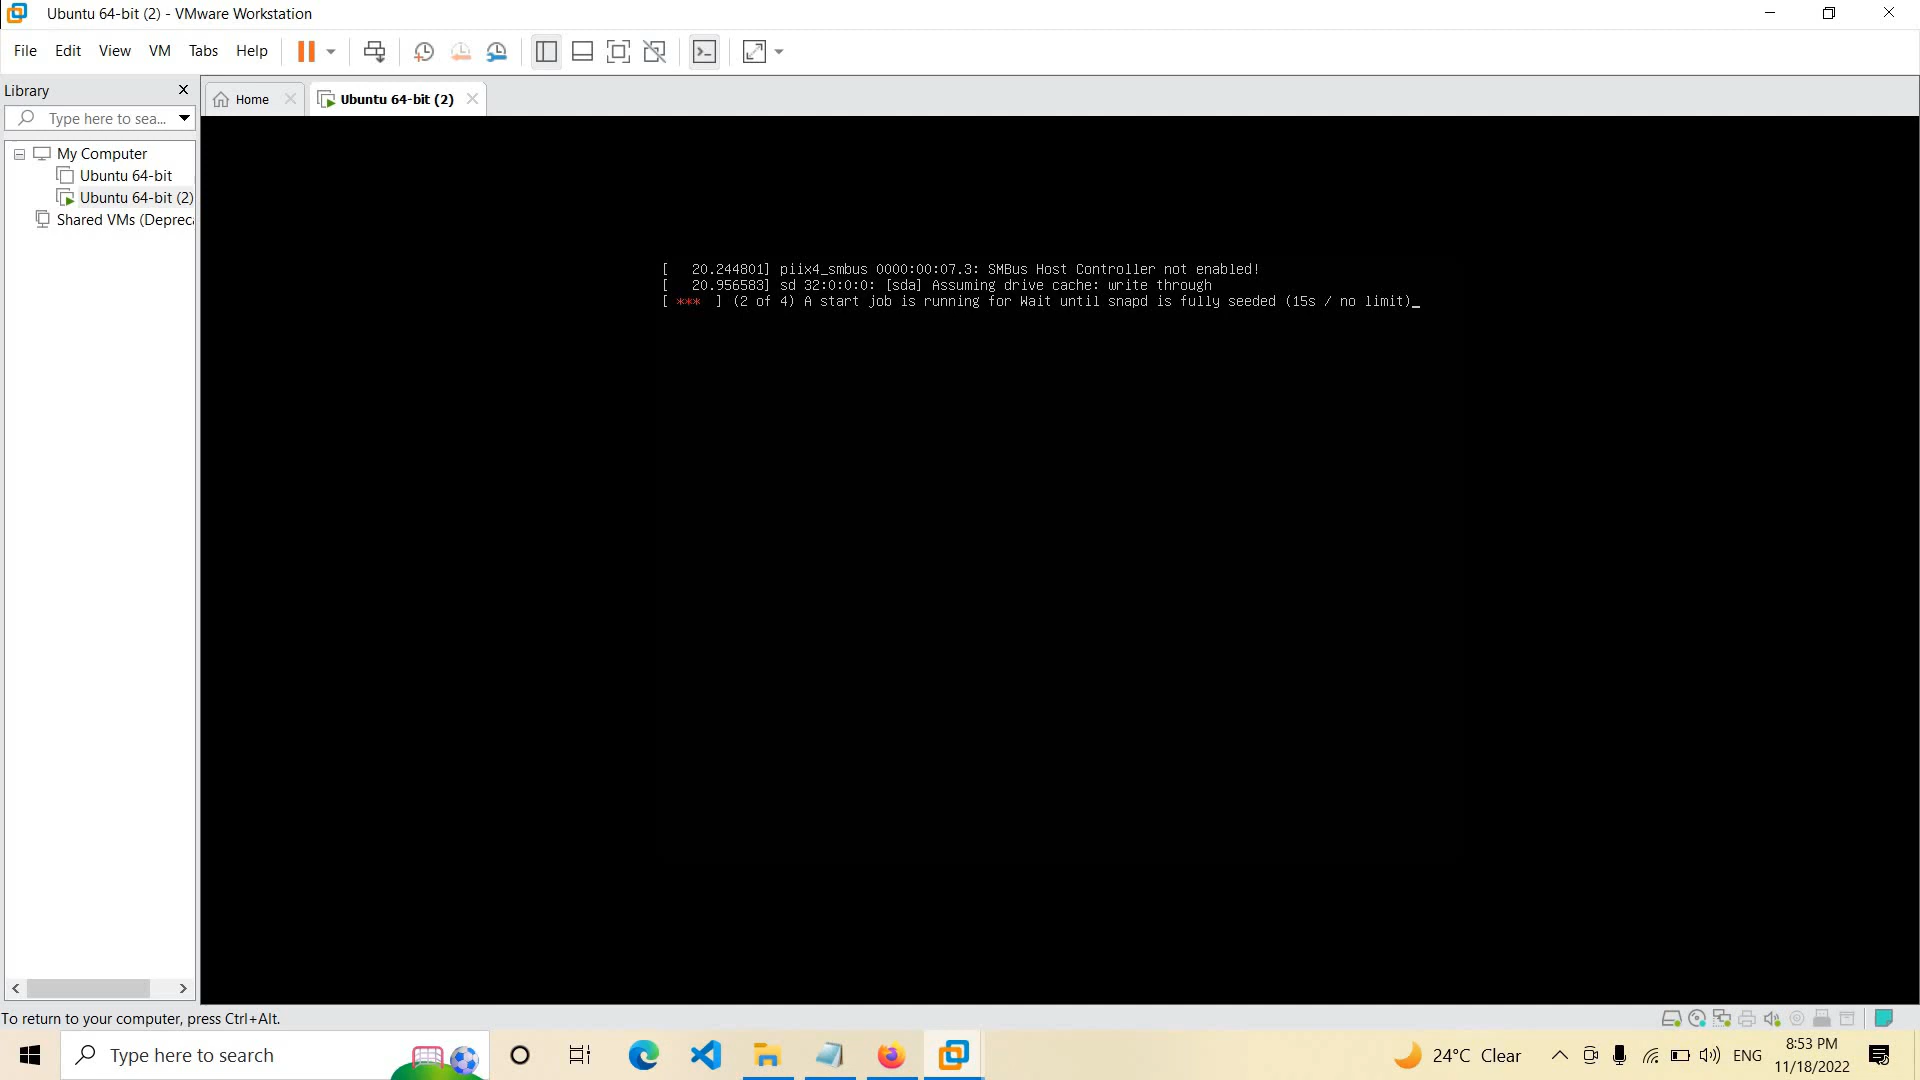 Ubuntu 64-bit (2) - VMware Workstation
File Edit View VM Tabs Help
Library
Type here to sea...
Home
Ubuntu 64-bit (2)
My Computer
Ubuntu 64-bit
Ubuntu 64-bit (2)
Shared VMs (Depreca
[   20.244801] piix4_smbus 0000:00:07.3: SMBus Host Controller not enabled!
[   20.956583] sd 32:0:0:0: [sda] Assuming drive cache: write through
[ *** ] (2 of 4) A start job is running for Wait until snapd is fully seeded (15s / no limit)_
To return to your computer, press Ctrl+Alt.
Type here to search
24°C Clear
ENG
8:53 PM
11/18/2022